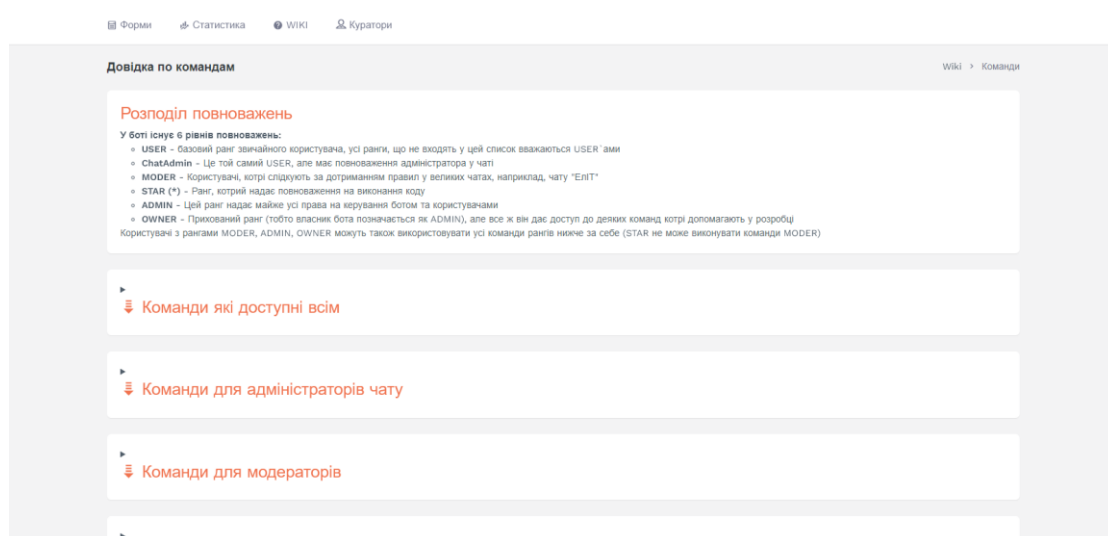 Форми Статистика WIKI Куратори
Довідка по командам Wiki > Команди
Розподіл повноважень
У боті існує 6 рівнів повноважень:
USER - базовий ранг звичайного користувача, усі ранги, що не входять у цей список вважаються USER`ами
ChatAdmin - Це той самий USER, але має повноваження адміністратора у чаті
MODER - Користувачі, котрі слідкують за дотриманням правил у великих чатах, наприклад, чату "ЕліТ"
STAR (*) - Ранг, котрий надає повноваження на виконання коду
ADMIN - Цей ранг надає майже усі права на керування ботом та користувачами
OWNER - Прихований ранг (тобто власник бота позначається як ADMIN), але все ж він дає доступ до деяких команд котрі допомагають у розробці
Користувачі з рангами MODER, ADMIN, OWNER можуть також використовувати усі команди рангів нижче за себе (STAR не може виконувати команди MODER)
Команди які доступні всім
Команди для адміністраторів чату
Команди для модераторів